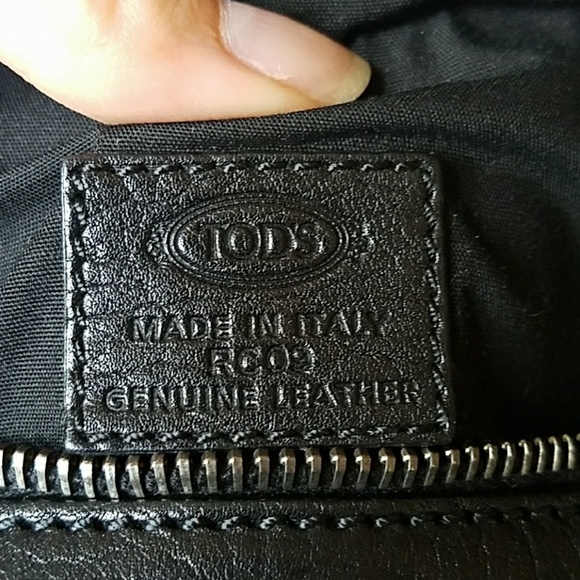 TOD'S
MADE IN ITALY
RC09
GENUINE LEATHER